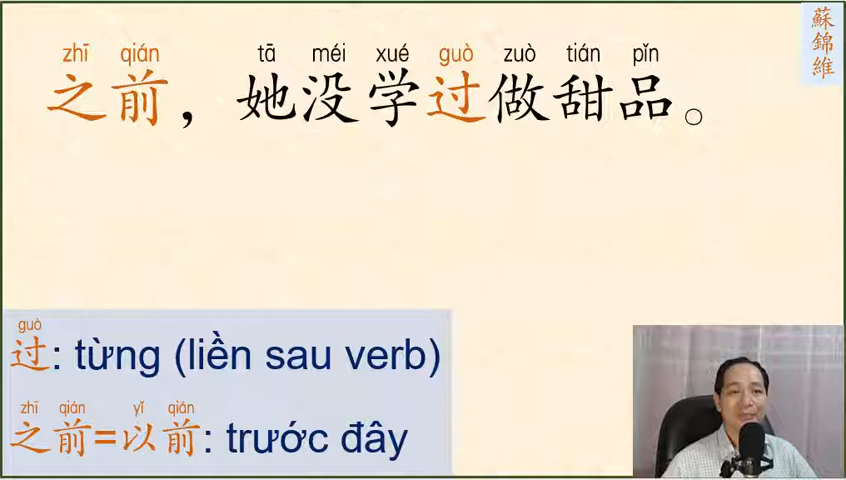 zhī qián tā méi xué guò zuò tián pǐn
之前，她没学过做甜品。
蘇錦維
guò
过: từng (liền sau verb)
zhī qián yǐ qián
之前=以前: trước đây